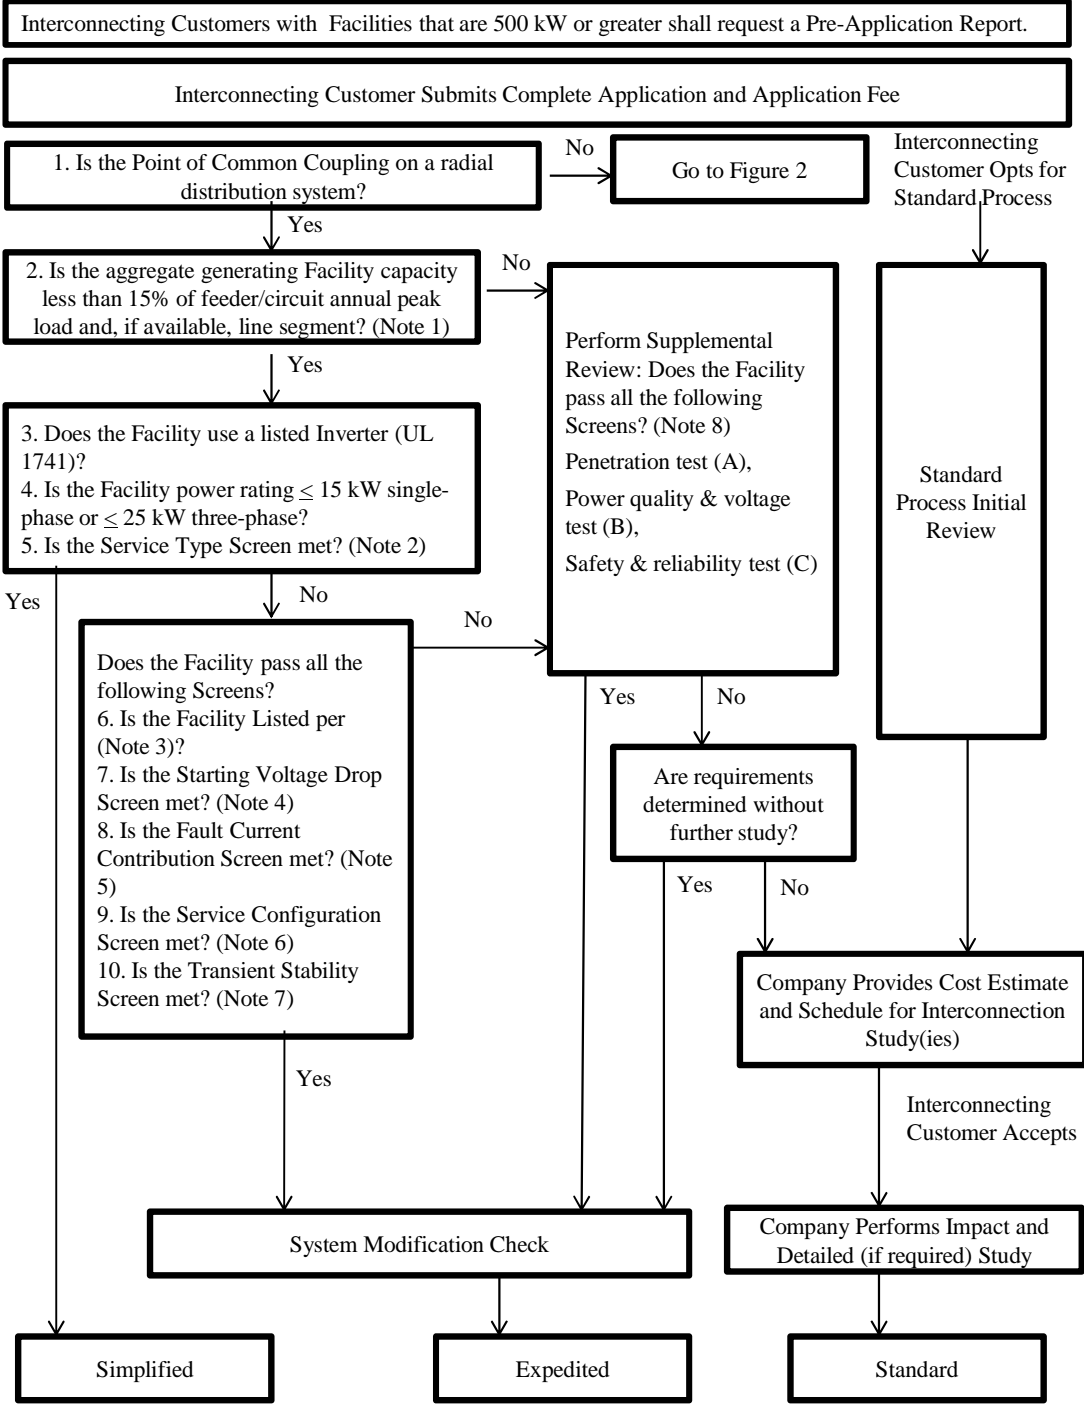 Interconnecting Customers with Facilities that are 500 kW or greater shall request a Pre-Application Report.
Interconnecting Customer Submits Complete Application and Application Fee
1. Is the Point of Common Coupling on a radial
distribution system?
No
Go to Figure 2
Interconnecting
Customer Opts for
Standard Process
Yes
2. Is the aggregate generating Facility capacity
less than 15% of feeder/circuit annual peak
load and, if available, line segment? (Note 1)
No
Yes
Perform Supplemental
Review: Does the Facility
pass all the following
Screens? (Note 8)
Penetration test (A),
Power quality & voltage
test (B),
Safety & reliability test (C)
Standard
Process Initial
Review
3. Does the Facility use a listed Inverter (UL
1741)?
4. Is the Facility power rating ≤ 15 kW single-
phase or ≤ 25 kW three-phase?
5. Is the Service Type Screen met? (Note 2)
Yes
No
No
Does the Facility pass all the
following Screens?
6. Is the Facility Listed per
(Note 3)?
7. Is the Starting Voltage Drop
Screen met? (Note 4)
8. Is the Fault Current
Contribution Screen met? (Note
5)
9. Is the Service Configuration
Screen met? (Note 6)
10. Is the Transient Stability
Screen met? (Note 7)
Yes
No
Are requirements
determined without
further study?
Yes
No
Company Provides Cost Estimate
and Schedule for Interconnection
Study(ies)
Yes
Interconnecting
Customer Accepts
System Modification Check
Company Performs Impact and
Detailed (if required) Study
Simplified
Expedited
Standard